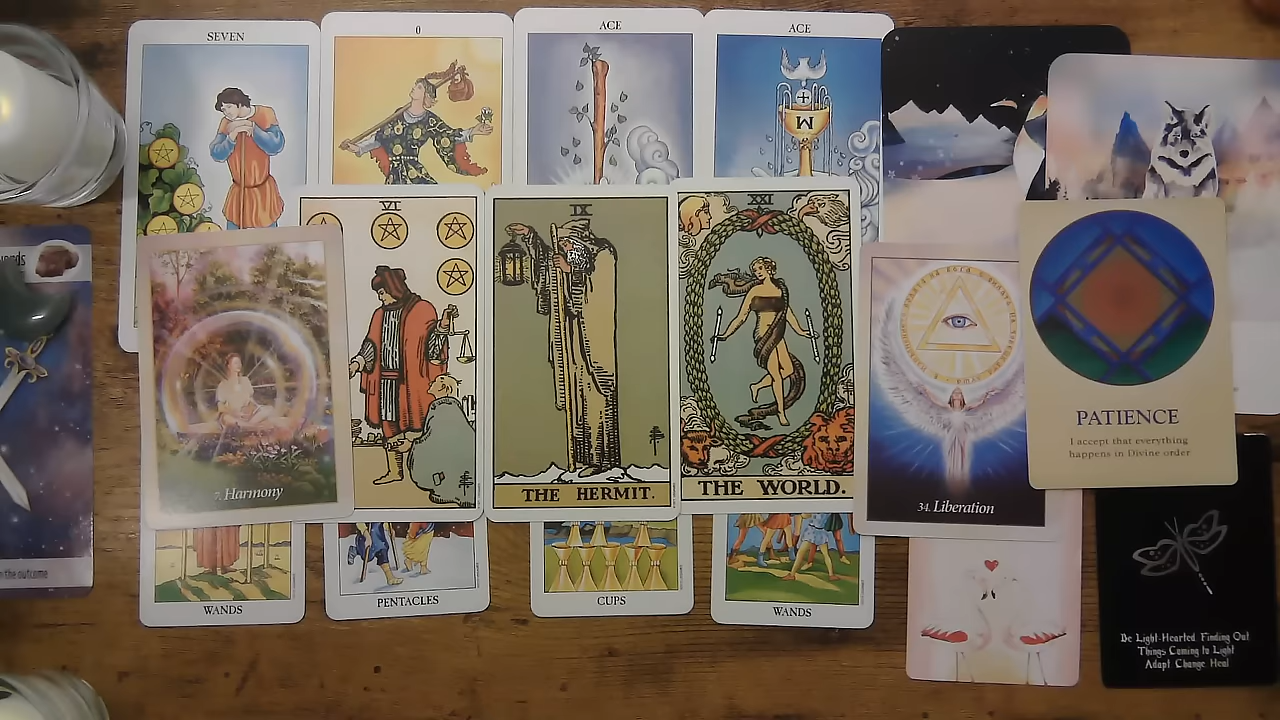 SEVEN
0
ACE
ACE
M
VI
IX
XXI
THE HERMIT.
THE WORLD.
7. Harmony
34. Liberation
PATIENCE
I accept that everything
happens in Divine order
WANDS
PENTACLES
CUPS
WANDS
the outcome
Be Light-Hearted Finding Out
Things Coming to Light
Adapt Change Heal